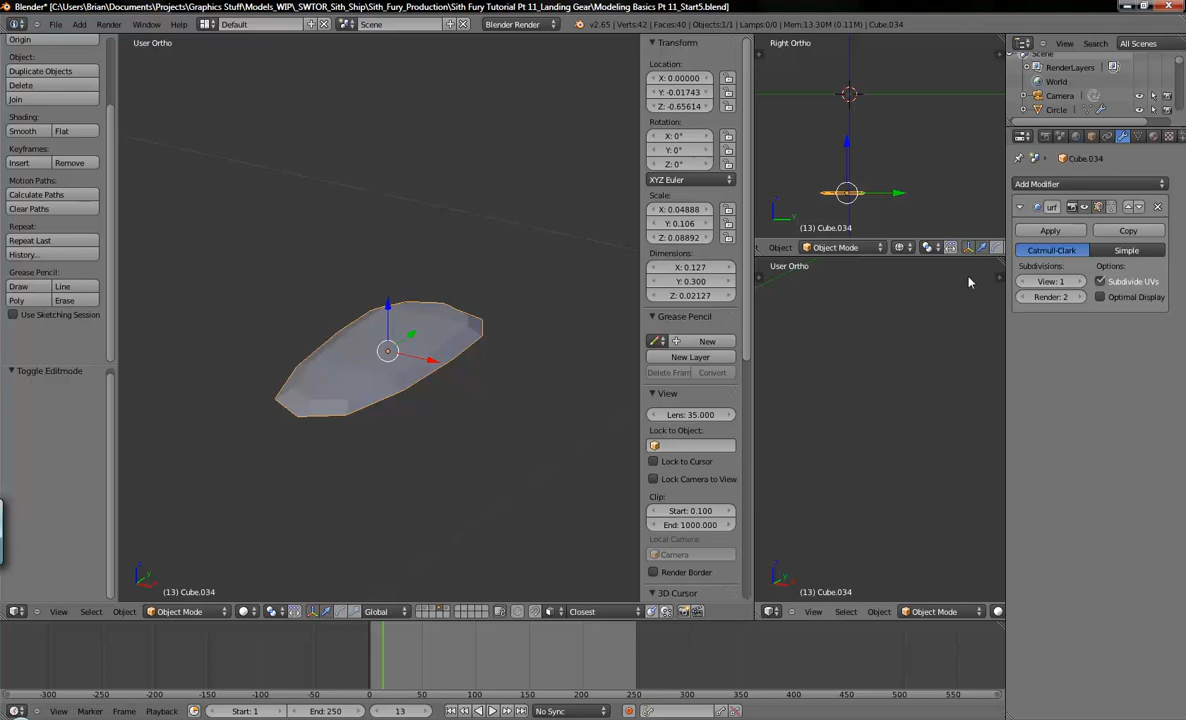 Blender* [C:\Users\Brian\Documents\Projects\Graphics Stuff\Models_WIP\_SWTOR_Sith_Ship\Sith_Fury_Production\Sith Fury Tutorial Pt 11_Landing Gear\Modeling Basics Pt 11_Start5.blend]
File Add Render Window Help Default Scene Blender Render v2.65 | Verts:42 | Faces:40 | Objects:1/1 | Lamps:0/0 | Mem:13.30M (0.11M) | Cube.034
Origin
Object:
Duplicate Objects
Delete
Join
Shading:
Smooth Flat
Keyframes:
Insert Remove
Motion Paths:
Calculate Paths
Clear Paths
Repeat:
Repeat Last
History...
Grease Pencil:
Draw Line
Poly Erase
Use Sketching Session
Toggle Editmode
User Ortho
(13) Cube.034
Transform
Location:
X: 0.00000
Y: -0.01743
Z: -0.65614
Rotation:
X: 0°
Y: 0°
Z: 0°
XYZ Euler
Scale:
X: 0.04888
Y: 0.106
Z: 0.08892
Dimensions:
X: 0.127
Y: 0.300
Z: 0.02127
Grease Pencil
New
New Layer
Delete Fram Convert
View
Lens: 35.000
Lock to Object:
Lock to Cursor
Lock Camera to View
Clip:
Start: 0.100
End: 1000.000
Local Camera:
Camera
Render Border
3D Cursor
View Select Object Object Mode Global Closest
Right Ortho
(13) Cube.034
Object Object Mode
User Ortho
(13) Cube.034
View Select Object Object Mode
View Search All Scenes
Scene
RenderLayers
World
Camera
Circle
Cube.034
Add Modifier
urf
Apply Copy
Catmull-Clark Simple
Subdivisions: Options:
View: 1 Subdivide UVs
Render: 2 Optimal Display
-300 -250 -200 -150 -100 -50 0 50 100 150 200 250 300 350 400 450 500 550
View Marker Frame Playback Start: 1 End: 250 13 No Sync